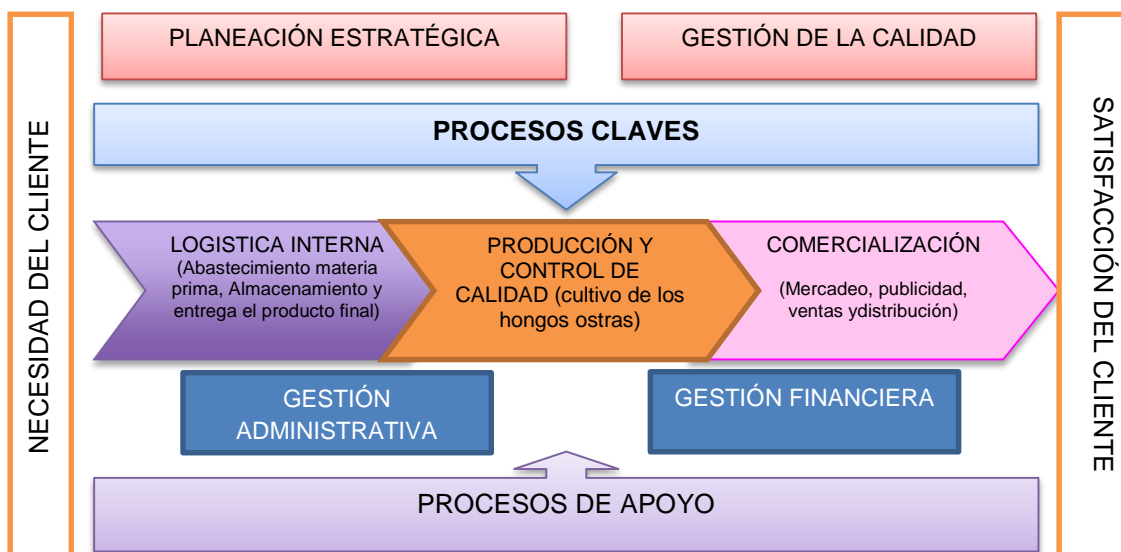 PLANEACIÓN ESTRATÉGICA
GESTIÓN DE LA CALIDAD
NECESIDAD DEL CLIENTE
PROCESOS CLAVES
LOGISTICA INTERNA
(Abastecimiento materia
prima, Almacenamiento y
entrega el producto final)
PRODUCCIÓN Y
CONTROL DE
CALIDAD (cultivo de los
hongos ostras)
COMERCIALIZACIÓN
(Mercadeo, publicidad,
ventas ydistribución)
GESTIÓN
ADMINISTRATIVA
GESTIÓN FINANCIERA
PROCESOS DE APOYO
SATISFACCIÓN DEL CLIENTE